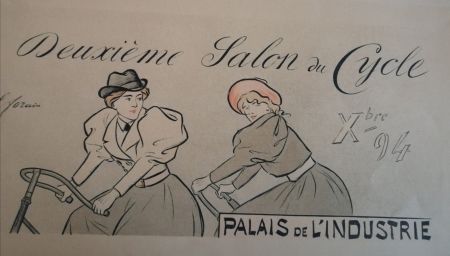 Deuxième Salon du Cycle
Xbre
94
PALAIS DE L'INDUSTRIE